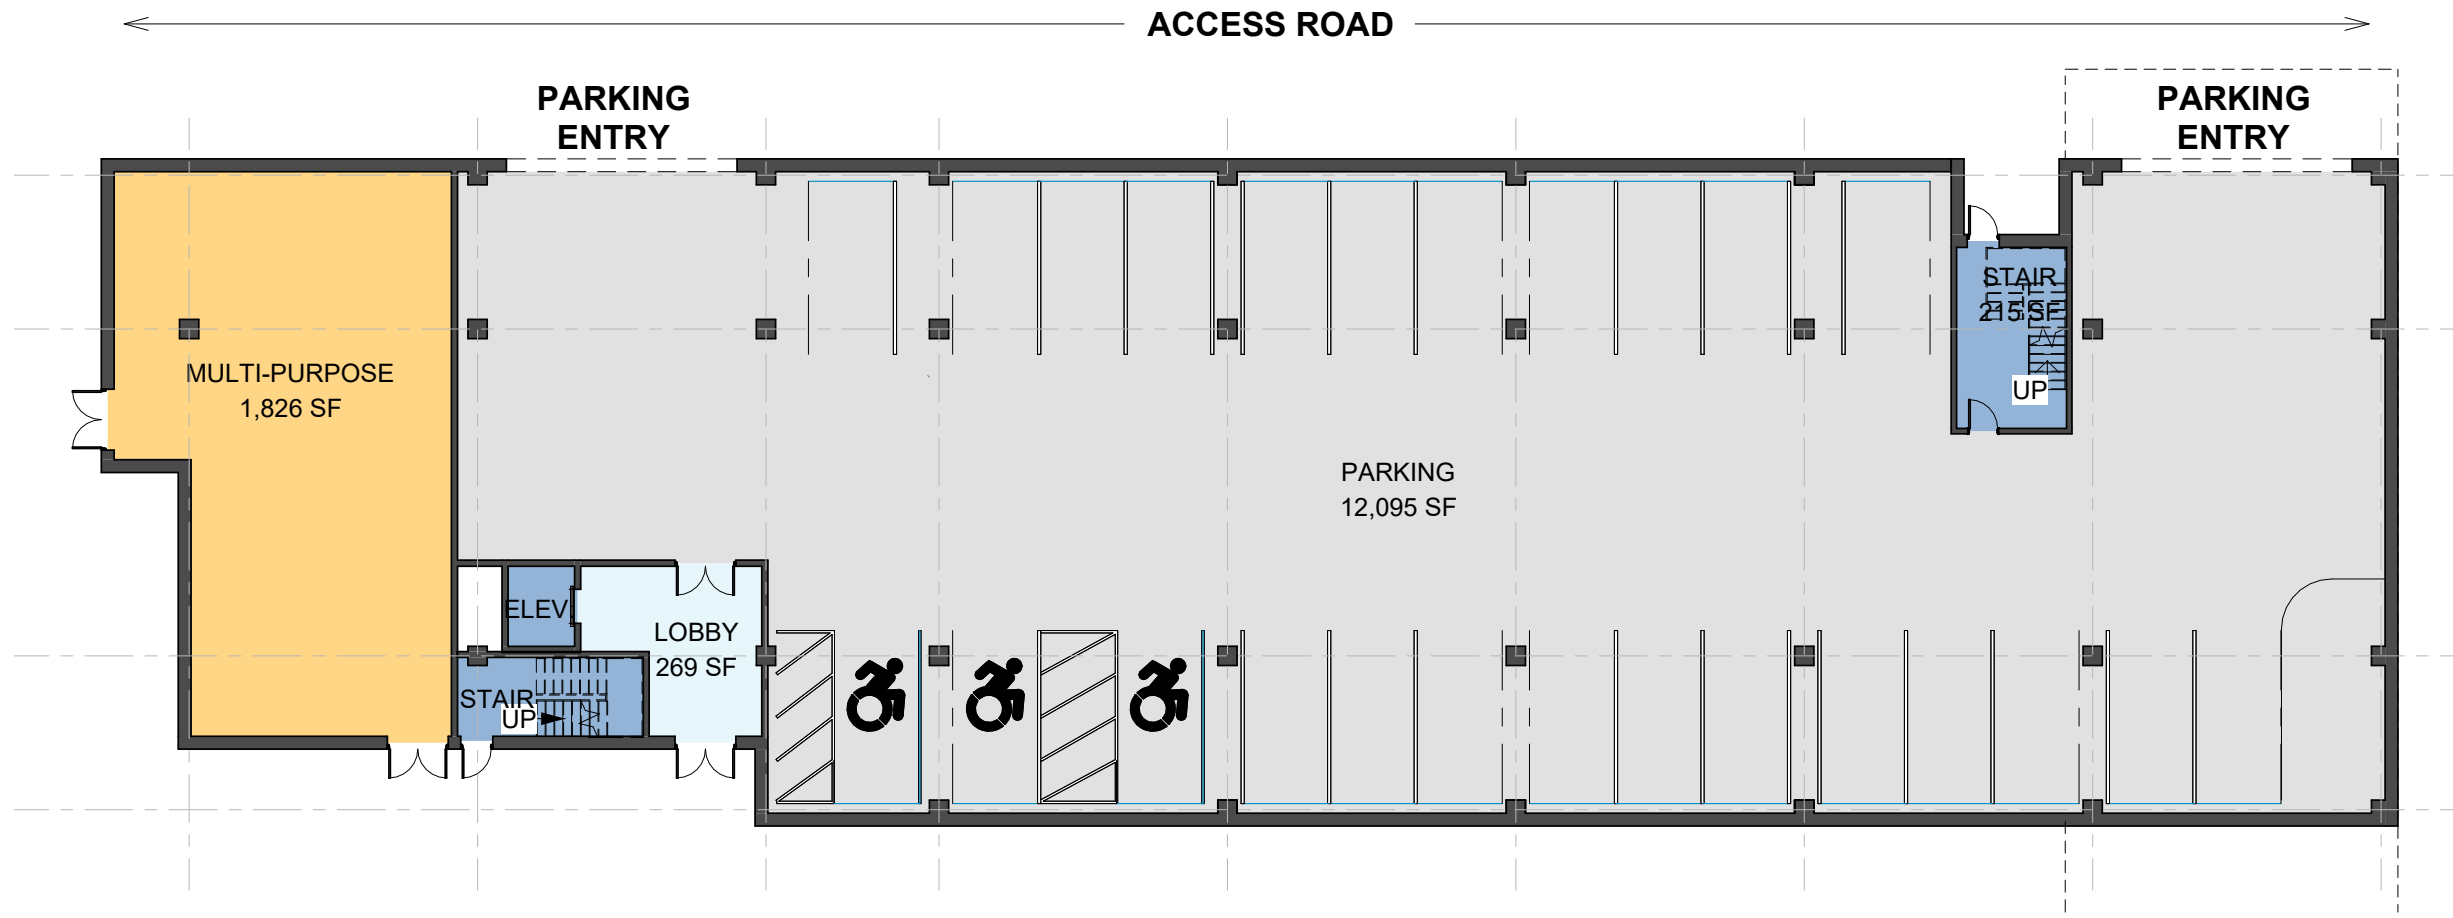 ACCESS ROAD
PARKING
ENTRY
PARKING
ENTRY
STAIR
215 SF
UP
MULTI-PURPOSE
1,826 SF
PARKING
12,095 SF
ELEV.
LOBBY
269 SF
STAIR
UP